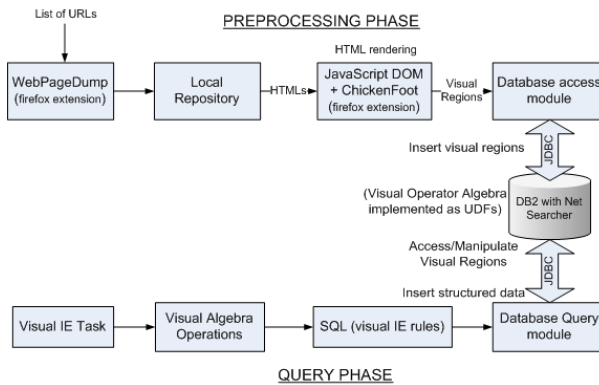 List of URLs
PREPROCESSING PHASE
HTML rendering
WebPageDump
(firefox extension)
Local
Repository
HTMLs
JavaScript DOM
+ ChickenFoot
(firefox extension)
Visual
Regions
Database access
module
Insert visual regions
JDBC
(Visual Operator Algebra
implemented as UDFs)
DB2 with Net
Searcher
Access/Manipulate
Visual Regions
JDBC
Insert structured data
Visual IE Task
Visual Algebra
Operations
SQL (visual IE rules)
Database Query
module
QUERY PHASE